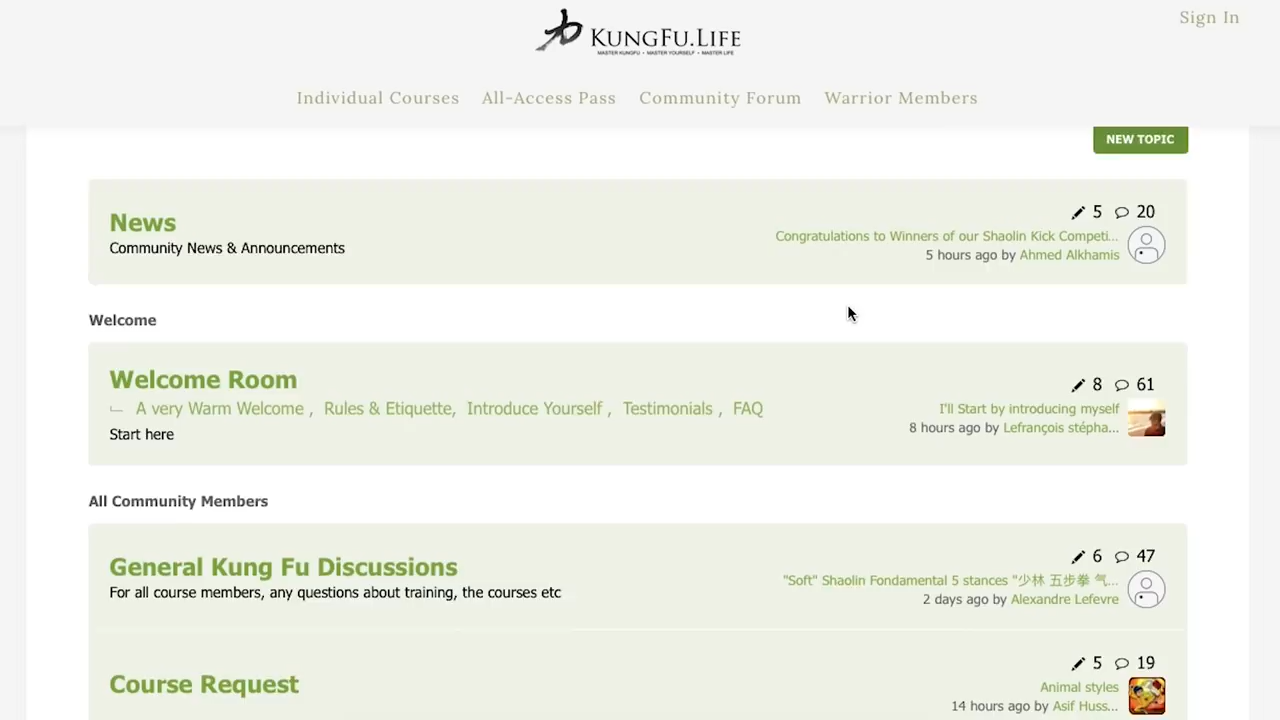 Sign In
力 KUNGFU.LIFE
MASTER KUNGFU • MASTER YOURSELF • MASTER LIFE
Individual Courses All-Access Pass Community Forum Warrior Members
NEW TOPIC
News
Community News & Announcements
5 20
Congratulations to Winners of our Shaolin Kick Competi...
5 hours ago by Ahmed Alkhamis
Welcome
Welcome Room
A very Warm Welcome , Rules & Etiquette, Introduce Yourself , Testimonials , FAQ
Start here
8 61
I'll Start by introducing myself
8 hours ago by Lefrançois stépha...
All Community Members
General Kung Fu Discussions
For all course members, any questions about training, the courses etc
6 47
"Soft" Shaolin Fondamental 5 stances "少林 五步拳 气...
2 days ago by Alexandre Lefevre
Course Request
5 19
Animal styles
14 hours ago by Asif Huss...